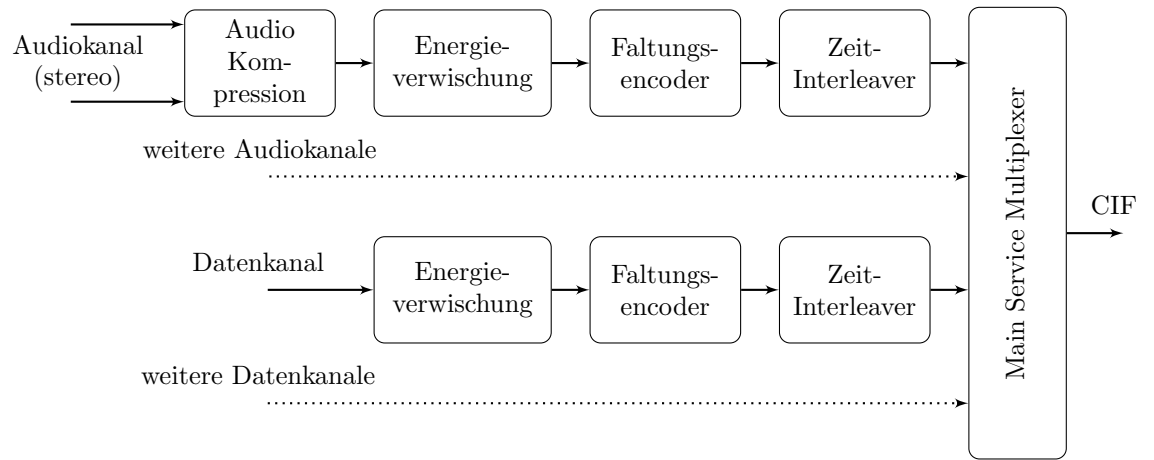 Audiokanal
(stereo)
Audio
Kom-
pression
Energie-
verwischung
Faltungs-
encoder
Zeit-
Interleaver
weitere Audiokanale
Datenkanal
Energie-
verwischung
Faltungs-
encoder
Zeit-
Interleaver
weitere Datenkanale
Main Service Multiplexer
CIF